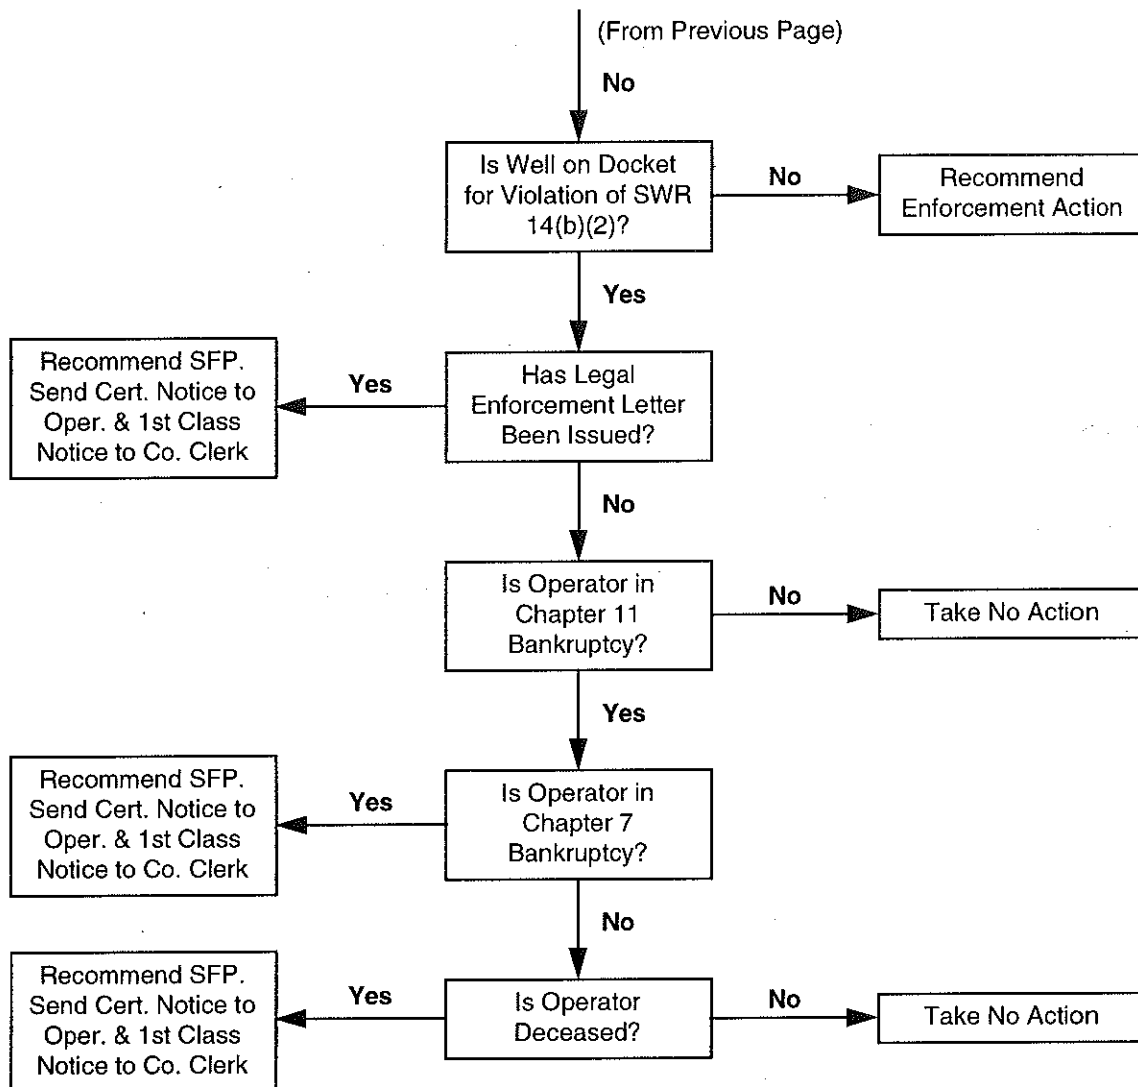 (From Previous Page)
No
Is Well on Docket
for Violation of SWR
14(b)(2)?
No
Recommend
Enforcement Action
Yes
Recommend SFP.
Send Cert. Notice to
Oper. & 1st Class
Notice to Co. Clerk
Yes
Has Legal
Enforcement Letter
Been Issued?
No
Is Operator in
Chapter 11
Bankruptcy?
No
Take No Action
Yes
Recommend SFP.
Send Cert. Notice to
Oper. & 1st Class
Notice to Co. Clerk
Yes
Is Operator in
Chapter 7
Bankruptcy?
No
Recommend SFP.
Send Cert. Notice to
Oper. & 1st Class
Notice to Co. Clerk
Yes
Is Operator
Deceased?
No
Take No Action